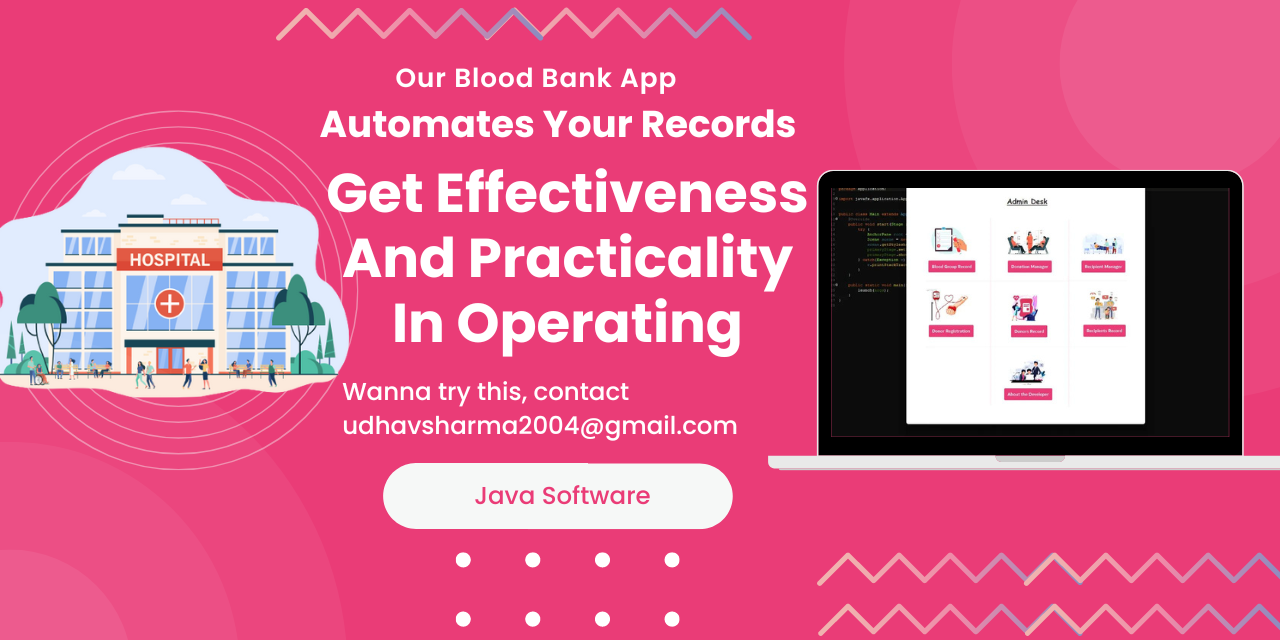 Our Blood Bank App
Automates Your Records
Get Effectiveness
And Practicality
In Operating
HOSPITAL
Wanna try this, contact
udhavsharma2004@gmail.com
Java Software
Admin Desk
Blood Group Record
Donation Manager
Recipient Manager
Donor Registration
Donors Record
Recipients Record
About the Developer